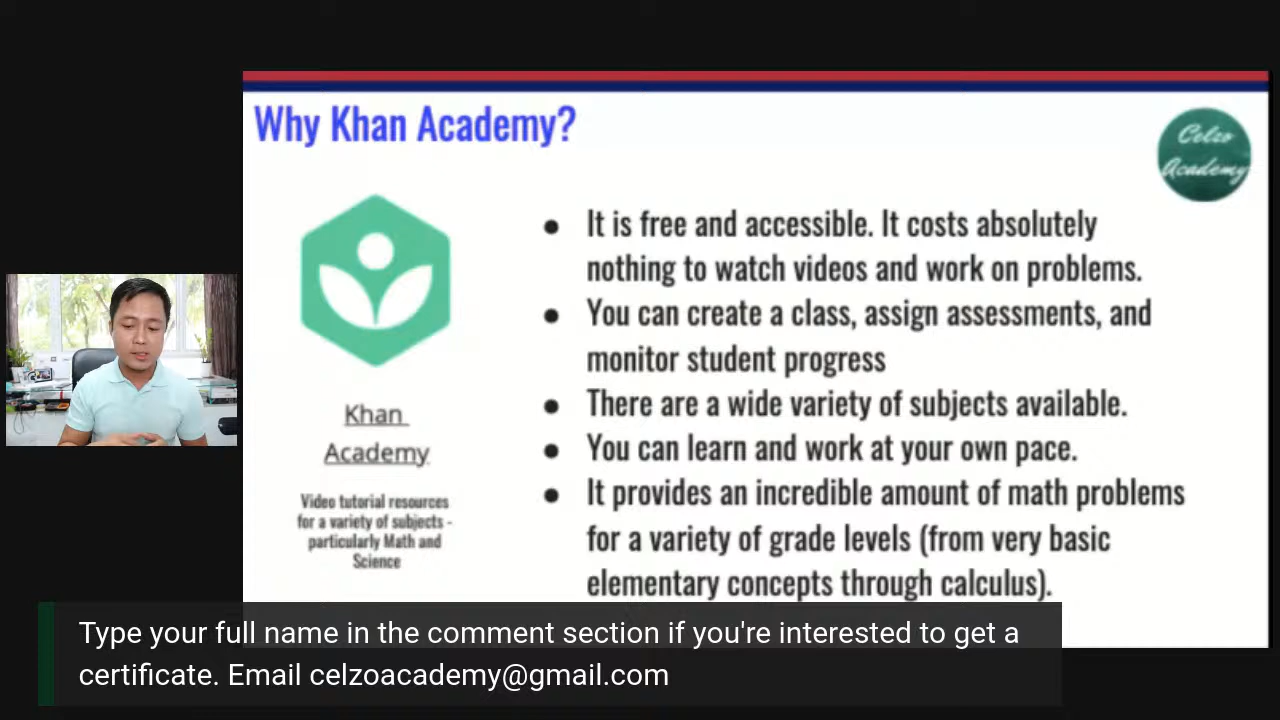 Why Khan Academy?
Celzo
Academy
It is free and accessible. It costs absolutely
nothing to watch videos and work on problems.
You can create a class, assign assessments, and
monitor student progress
There are a wide variety of subjects available.
You can learn and work at your own pace.
It provides an incredible amount of math problems
for a variety of grade levels (from very basic
elementary concepts through calculus).
Khan
Academy
Video tutorial resources
for a variety of subjects -
particularly Math and
Science
Type your full name in the comment section if you're interested to get a
certificate. Email celzoacademy@gmail.com